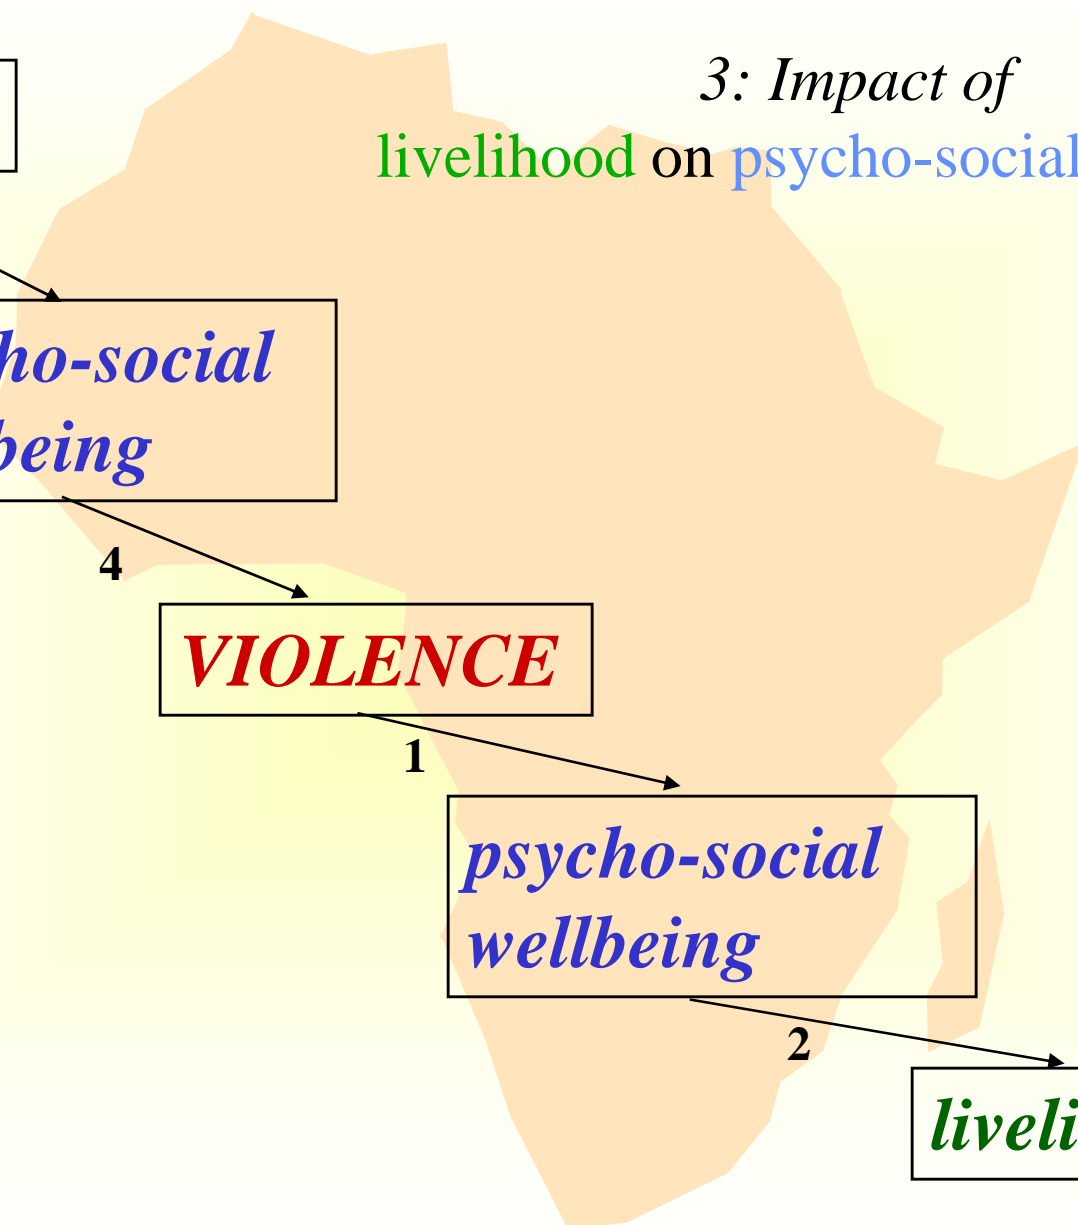 3: Impact of
livelihood on psycho-social
ho-social
being
4
VIOLENCE
1
psycho-social
wellbeing
2
liveli